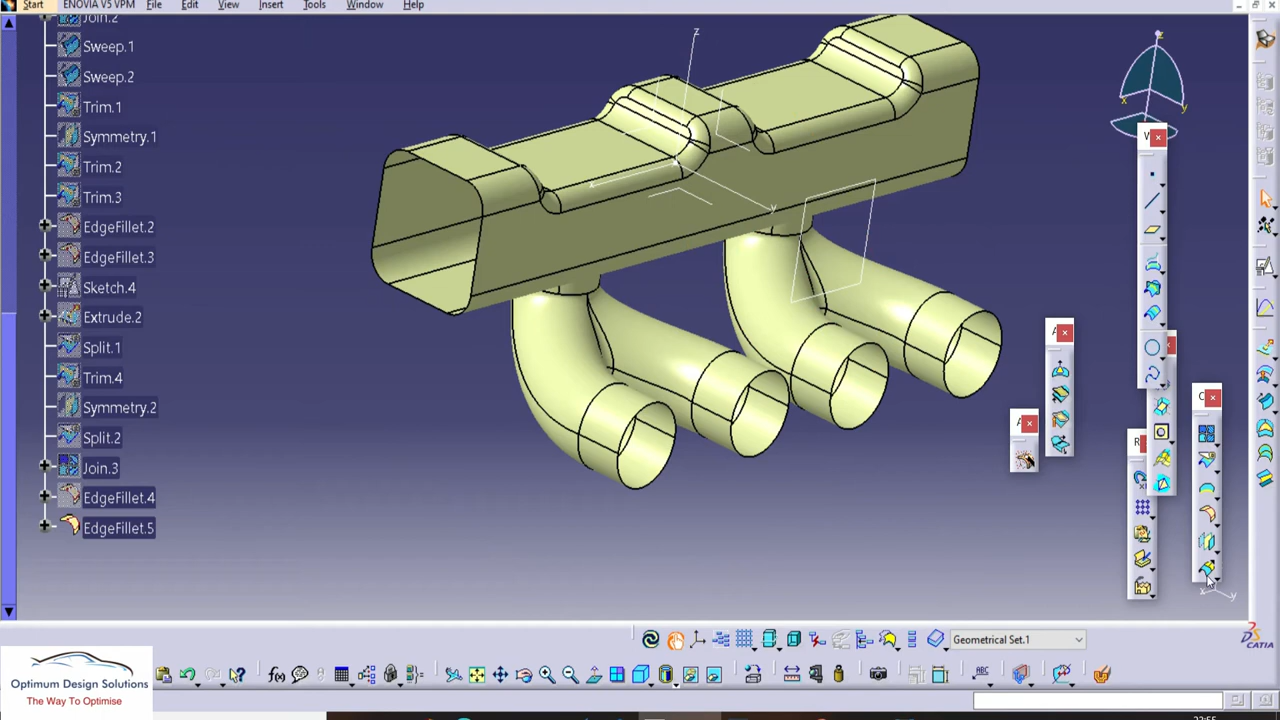 Start ENOVIA V5 VPM File Edit View Insert Tools Window Help
Join.2
Sweep.1
Sweep.2
Trim.1
Symmetry.1
Trim.2
Trim.3
EdgeFillet.2
EdgeFillet.3
Sketch.4
Extrude.2
Split.1
Trim.4
Symmetry.2
Split.2
Join.3
EdgeFillet.4
EdgeFillet.5
z
x
y
z
x
y
x
y
Geometrical Set.1
f(x)
ABC
CATIA
Optimum Design Solutions
The Way To Optimise